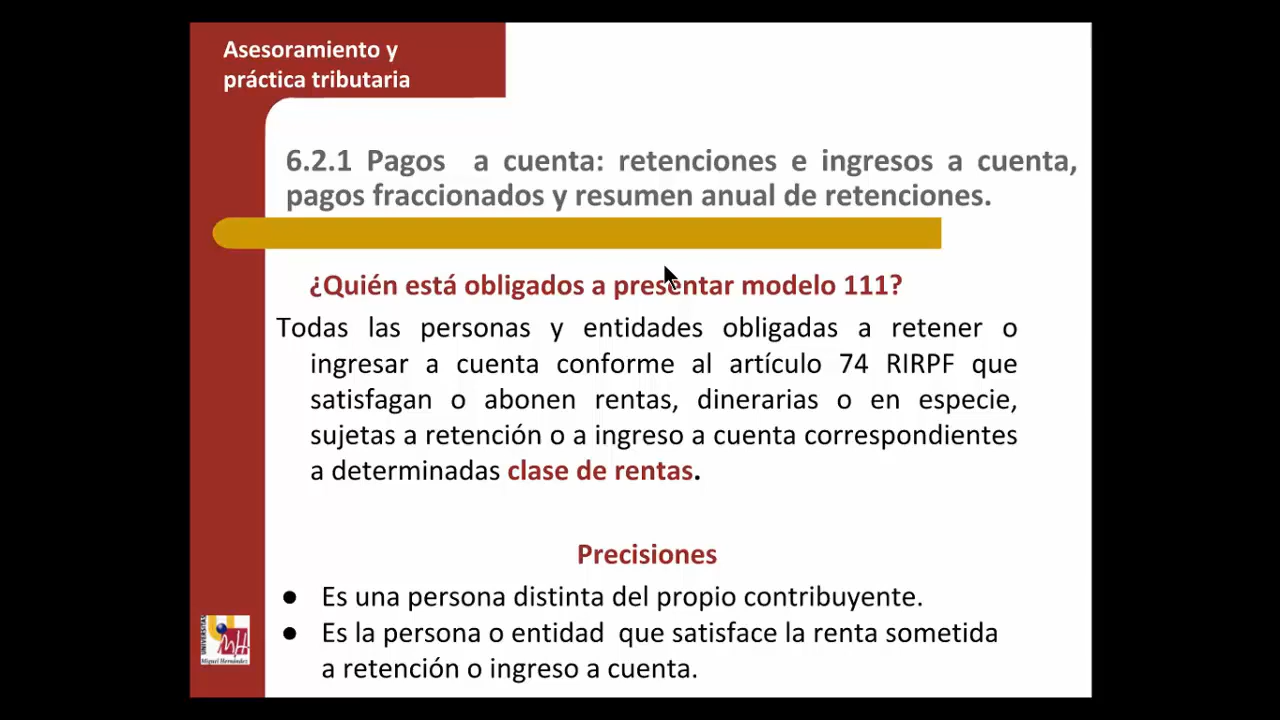 Asesoramiento y
práctica tributaria
6.2.1 Pagos a cuenta: retenciones e ingresos a cuenta,
pagos fraccionados y resumen anual de retenciones.
¿Quién está obligados a presentar modelo 111?
Todas las personas y entidades obligadas a retener o
ingresar a cuenta conforme al artículo 74 RIRPF que
satisfagan o abonen rentas, dinerarias o en especie,
sujetas a retención o a ingreso a cuenta correspondientes
a determinadas clase de rentas.
Precisiones
● Es una persona distinta del propio contribuyente.
● Es la persona o entidad que satisface la renta sometida
a retención o ingreso a cuenta.
MH
Miguel Hernández